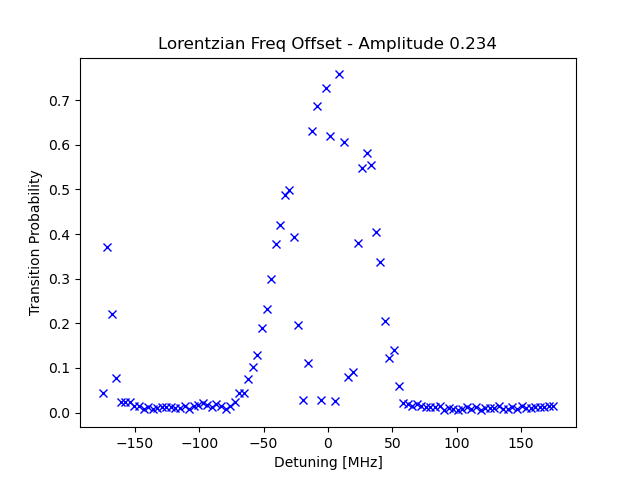 Lorentzian Freq Offset - Amplitude 0.234
Transition Probability
0.7
0.6
0.5
0.4
0.3
0.2
0.1
0.0
−150 −100 −50 0 50 100 150
Detuning [MHz]